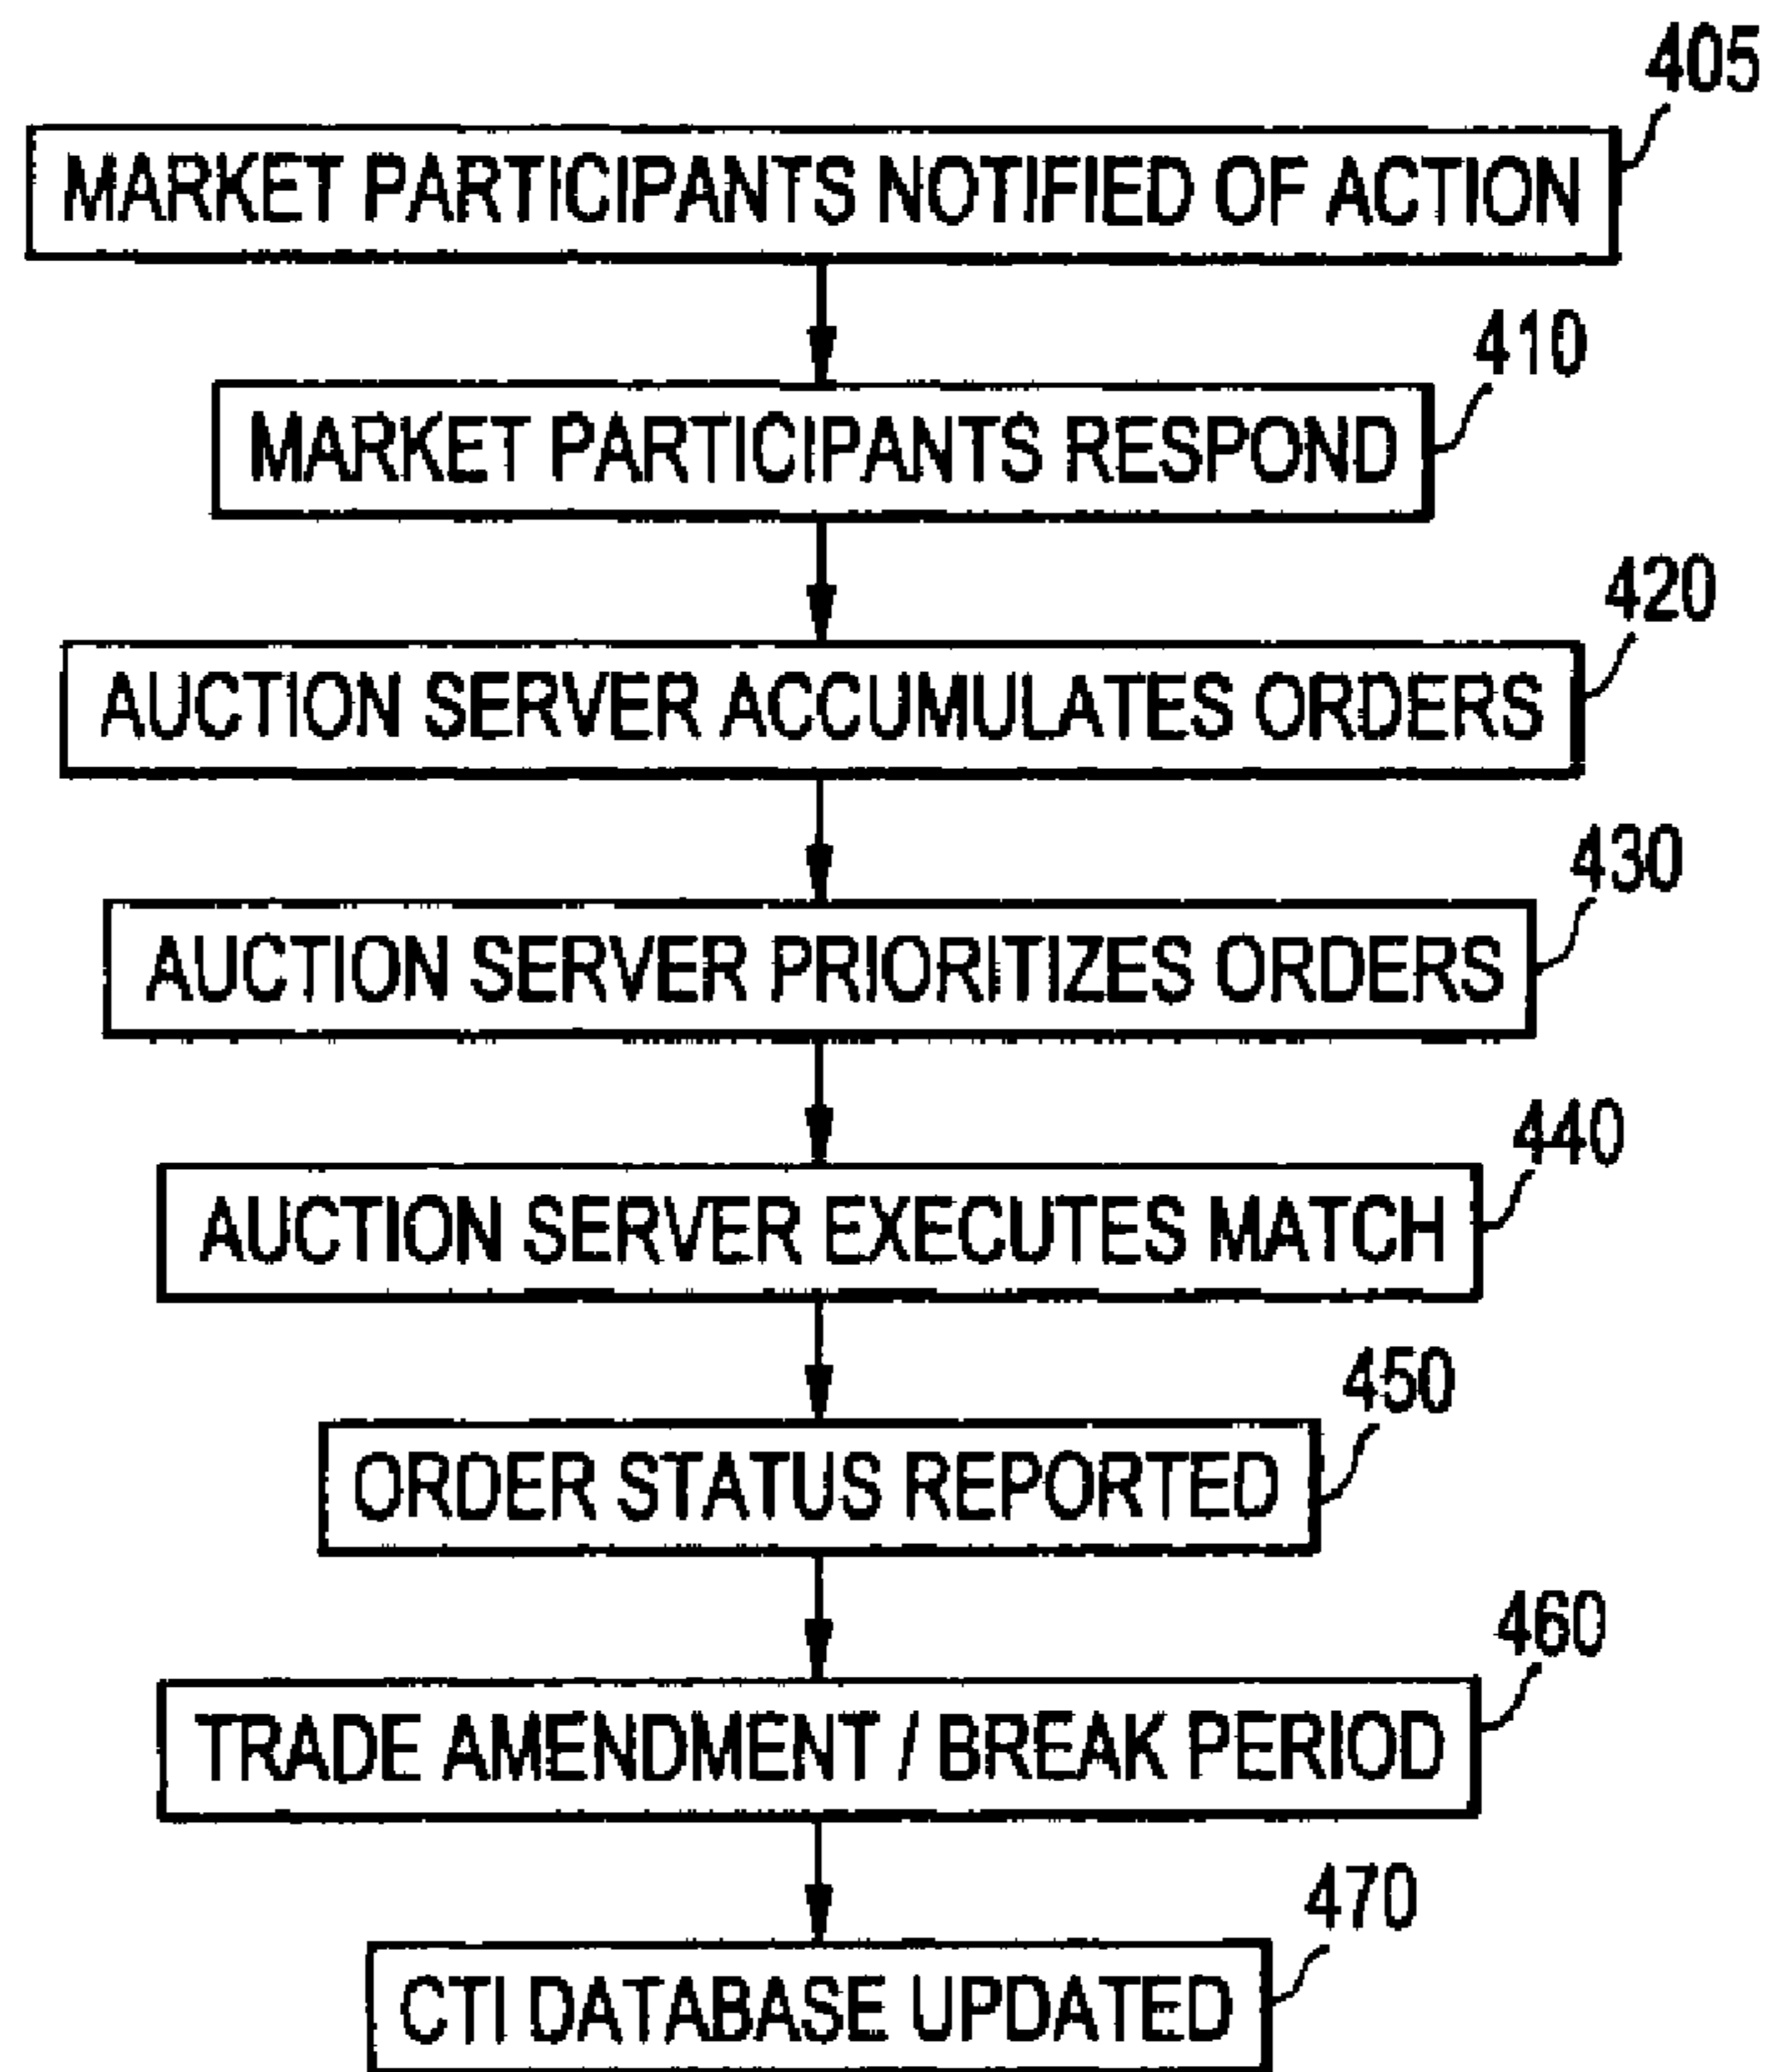 405
MARKET PARTICIPANTS NOTIFIED OF ACTION
410
MARKET PARTICIPANTS RESPOND
420
AUCTION SERVER ACCUMULATES ORDERS
430
AUCTION SERVER PRIORITIZES ORDERS
440
AUCTION SERVER EXECUTES MATCH
450
ORDER STATUS REPORTED
460
TRADE AMENDMENT / BREAK PERIOD
470
CTI DATABASE UPDATED